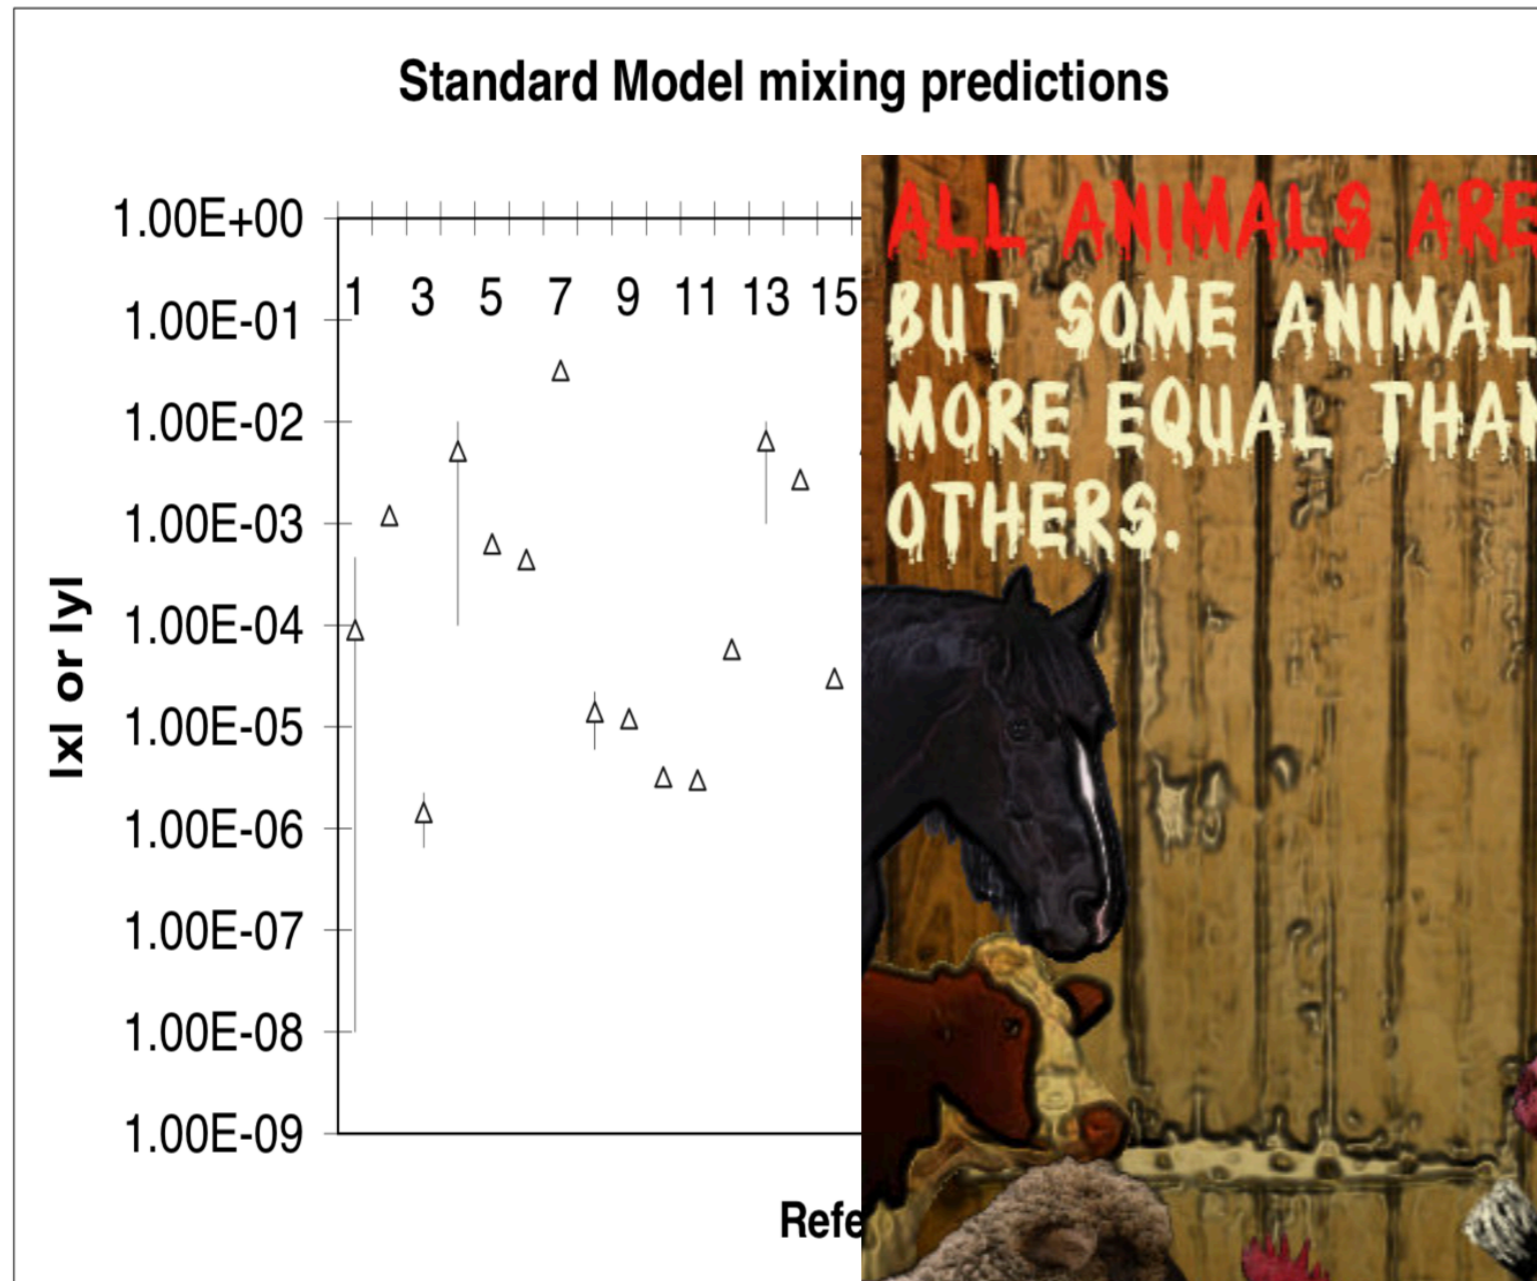 Standard Model mixing predictions
1.00E+00
1 3 5 7 9 11 13 15
1.00E-01
1.00E-02
1.00E-03
1.00E-04
1.00E-05
1.00E-06
1.00E-07
1.00E-08
1.00E-09
|x| or |y|
Refe
ALL ANIMALS ARE
BUT SOME ANIMAL
MORE EQUAL THAN
OTHERS.